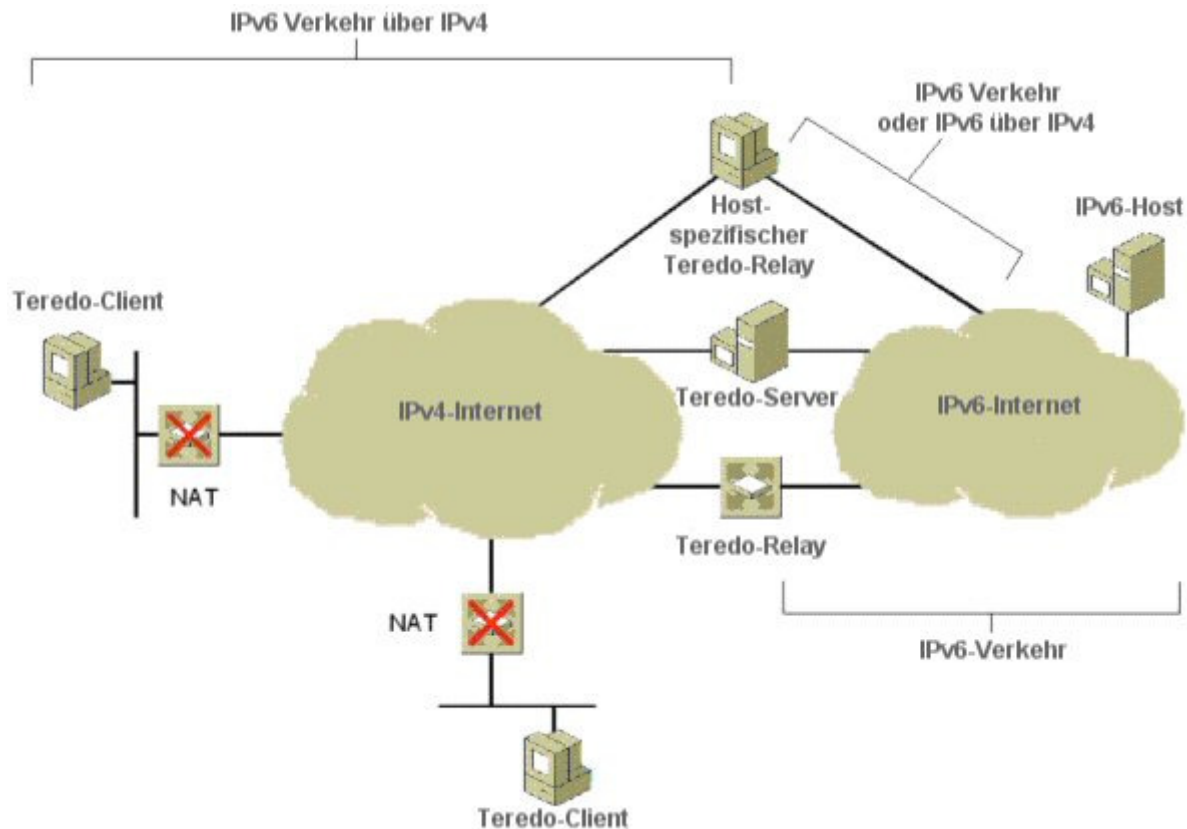 IPv6 Verkehr über IPv4
IPv6 Verkehr
oder IPv6 über IPv4
Host-
spezifischer
Teredo-Relay
IPv6-Host
Teredo-Client
Teredo-Server
IPv4-Internet
IPv6-Internet
NAT
Teredo-Relay
NAT
IPv6-Verkehr
Teredo-Client